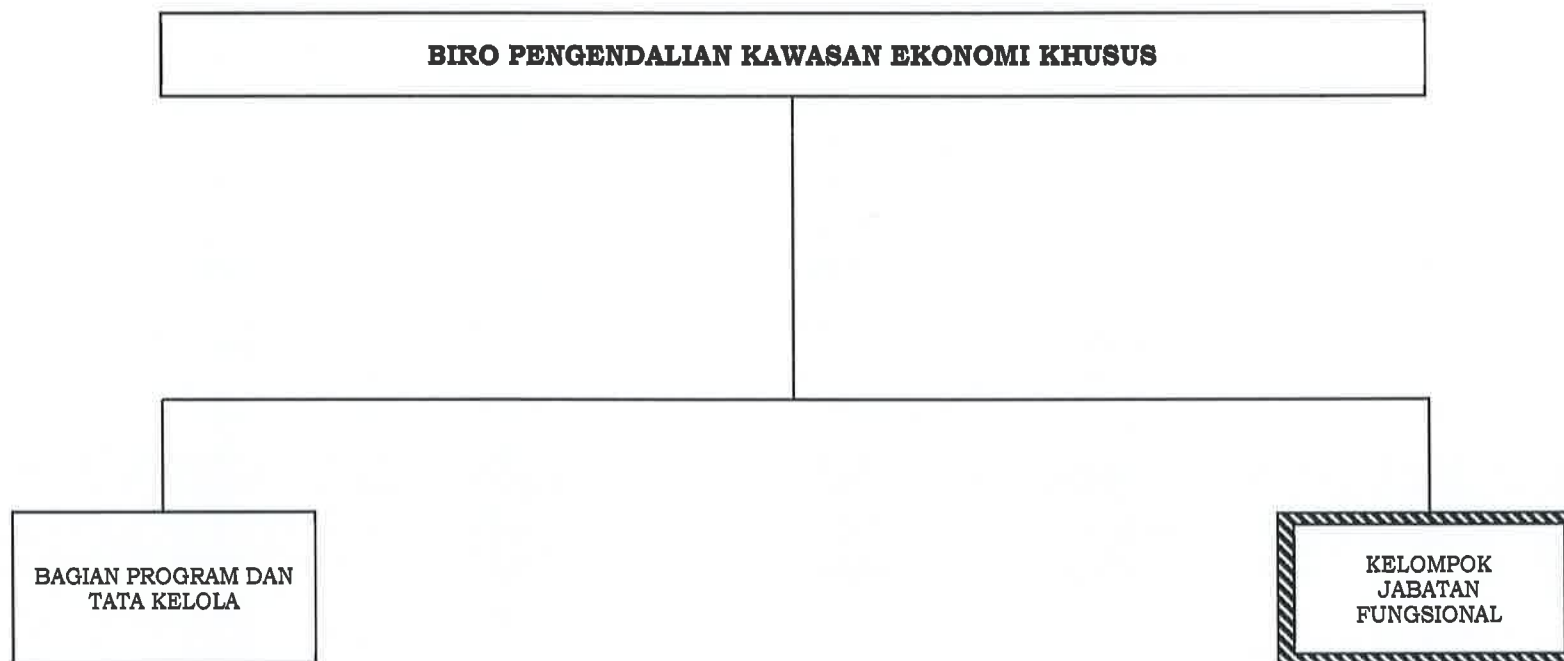 BIRO PENGENDALIAN KAWASAN EKONOMI KHUSUS
BAGIAN PROGRAM DAN
TATA KELOLA
KELOMPOK
JABATAN
FUNGSIONAL